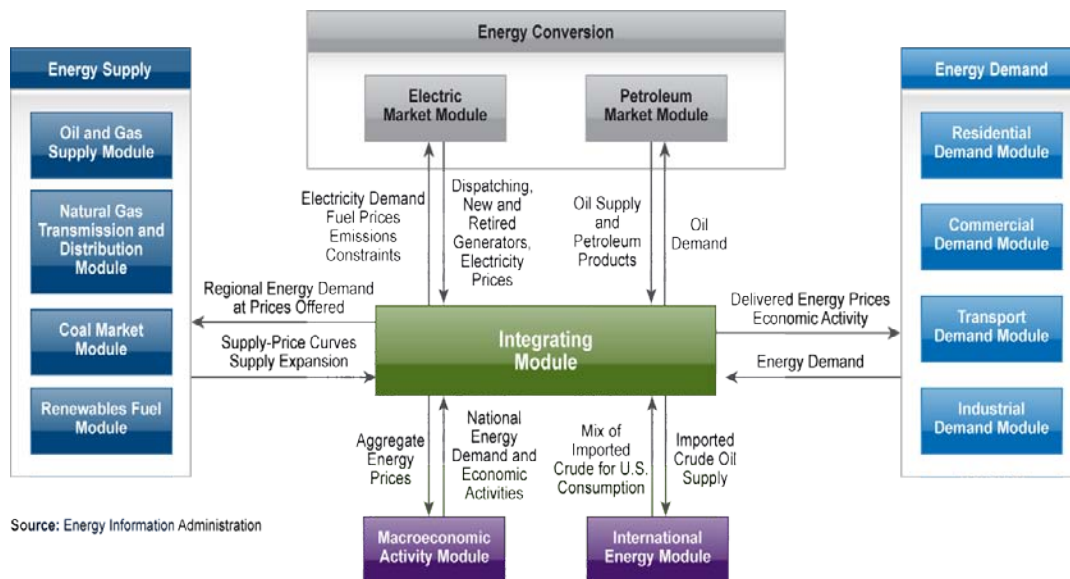 Energy Conversion
Electric
Market Module
Petroleum
Market Module
Energy Supply
Oil and Gas
Supply Module
Natural Gas
Transmission and
Distribution
Module
Coal Market
Module
Renewables Fuel
Module
Energy Demand
Residential
Demand Module
Commercial
Demand Module
Transport
Demand Module
Industrial
Demand Module
Electricity Demand
Fuel Prices
Emissions
Constraints
Dispatching,
New and
Retired
Generators,
Electricity
Prices
Oil Supply
and
Petroleum
Products
Oil
Demand
Regional Energy Demand
at Prices Offered
Supply-Price Curves
Supply Expansion
Integrating
Module
Delivered Energy Prices
Economic Activity
Energy Demand
Aggregate
Energy
Prices
National
Energy
Demand and
Economic
Activities
Mix of
Imported
Crude for U.S.
Consumption
Imported
Crude Oil
Supply
Macroeconomic
Activity Module
International
Energy Module
Source: Energy Information Administration